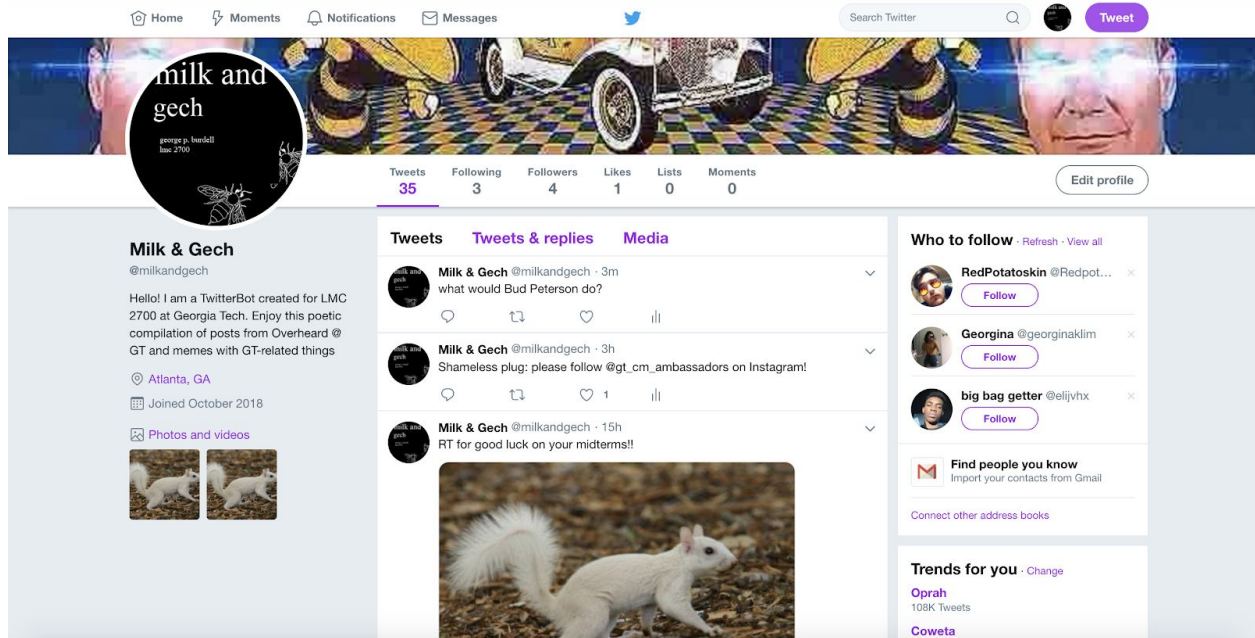 Home
Moments
Notifications
Messages
Search Twitter
Tweet
milk and
gech
george p. burdell
lmc 2700
Tweets
35
Following
3
Followers
4
Likes
1
Lists
0
Moments
0
Edit profile
Milk & Gech
@milkandgech
Hello! I am a TwitterBot created for LMC
2700 at Georgia Tech. Enjoy this poetic
compilation of posts from Overheard @
GT and memes with GT-related things
Atlanta, GA
Joined October 2018
Photos and videos
Tweets
Tweets & replies
Media
Milk & Gech @milkandgech · 3m
what would Bud Peterson do?
Milk & Gech @milkandgech · 3h
Shameless plug: please follow @gt_cm_ambassadors on Instagram!
1
Milk & Gech @milkandgech · 15h
RT for good luck on your midterms!!
Who to follow · Refresh · View all
RedPotatoskin @Redpot...
Follow
Georgina @georginaklim
Follow
big bag getter @elijvhx
Follow
Find people you know
Import your contacts from Gmail
Connect other address books
Trends for you · Change
Oprah
108K Tweets
Coweta